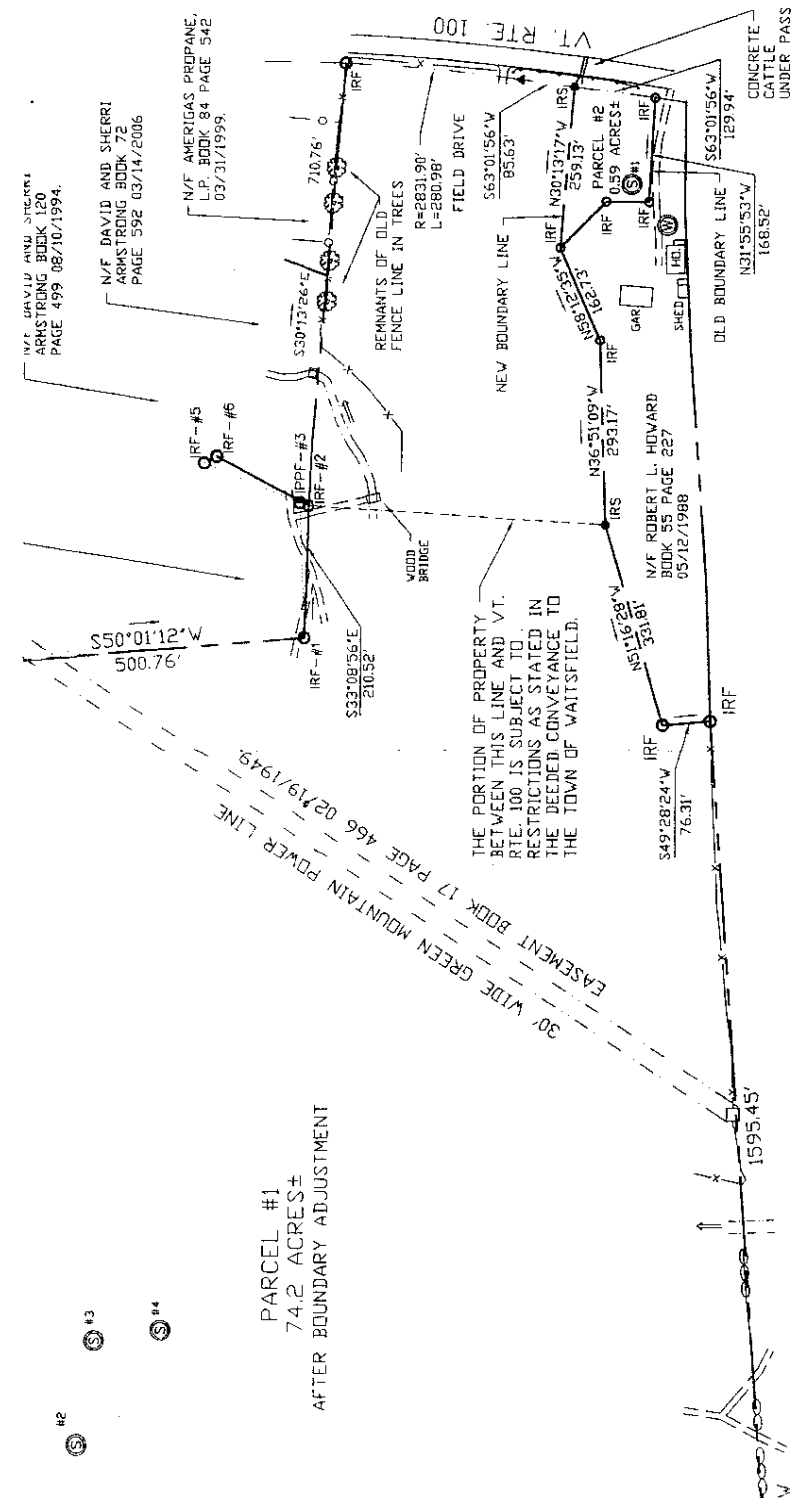 N/F DAVID AND SHERRI
ARMSTRONG BOOK 120
PAGE 499 08/10/1994.
N/F DAVID AND SHERRI
ARMSTRONG BOOK 72
PAGE 592 03/14/2006
N/F AMERIGAS PROPANE,
L.P. BOOK 84 PAGE 542
03/31/1999.
VT. RTE. 100
IRF
710.76'
S30°13'26"E
REMNANTS OF OLD
FENCE LINE IN TREES
R=2831.90'
L=280.98'
FIELD DRIVE
S63°01'56"W
85.63'
IRS
CONCRETE
CATTLE
UNDER PASS
S63°01'56"W
129.94'
IRF
N30°13'17"W
259.13'
PARCEL #2
0.59 ACRES±
S #1
IRF
IRF
IRF
NEW BOUNDARY LINE
N58°12'35"W
162.73'
W
HO.
GAR
SHED
OLD BOUNDARY LINE
N31°55'53"W
168.52'
IRF
N36°51'09"W
293.17'
IRS
N/F ROBERT L. HOWARD
BOOK 55 PAGE 227
05/12/1988
N51°16'28"W
331.81'
IRF
IRF
S49°28'24"W
76.31'
IRF-#5
IRF-#6
IPPF-#3
IRF-#2
WOOD
BRIDGE
IRF-#1
S33°08'56"E
210.52'
S50°01'12"W
500.76'
THE PORTION OF PROPERTY
BETWEEN THIS LINE AND VT.
RTE. 100 IS SUBJECT TO
RESTRICTIONS AS STATED IN
THE DEEDED CONVEYANCE TO
THE TOWN OF WAITSFIELD.
30' WIDE GREEN MOUNTAIN POWER LINE
EASEMENT BOOK 17 PAGE 466 02/19/1949.
1595.45'
PARCEL #1
74.2 ACRES±
AFTER BOUNDARY ADJUSTMENT
S #3
S #4
S #2
W